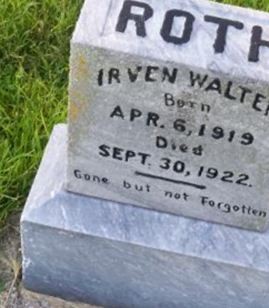 ROTH
IRVEN WALTER
Born
APR. 6, 1919
Died
SEPT. 30, 1922.
Gone but not Forgotten